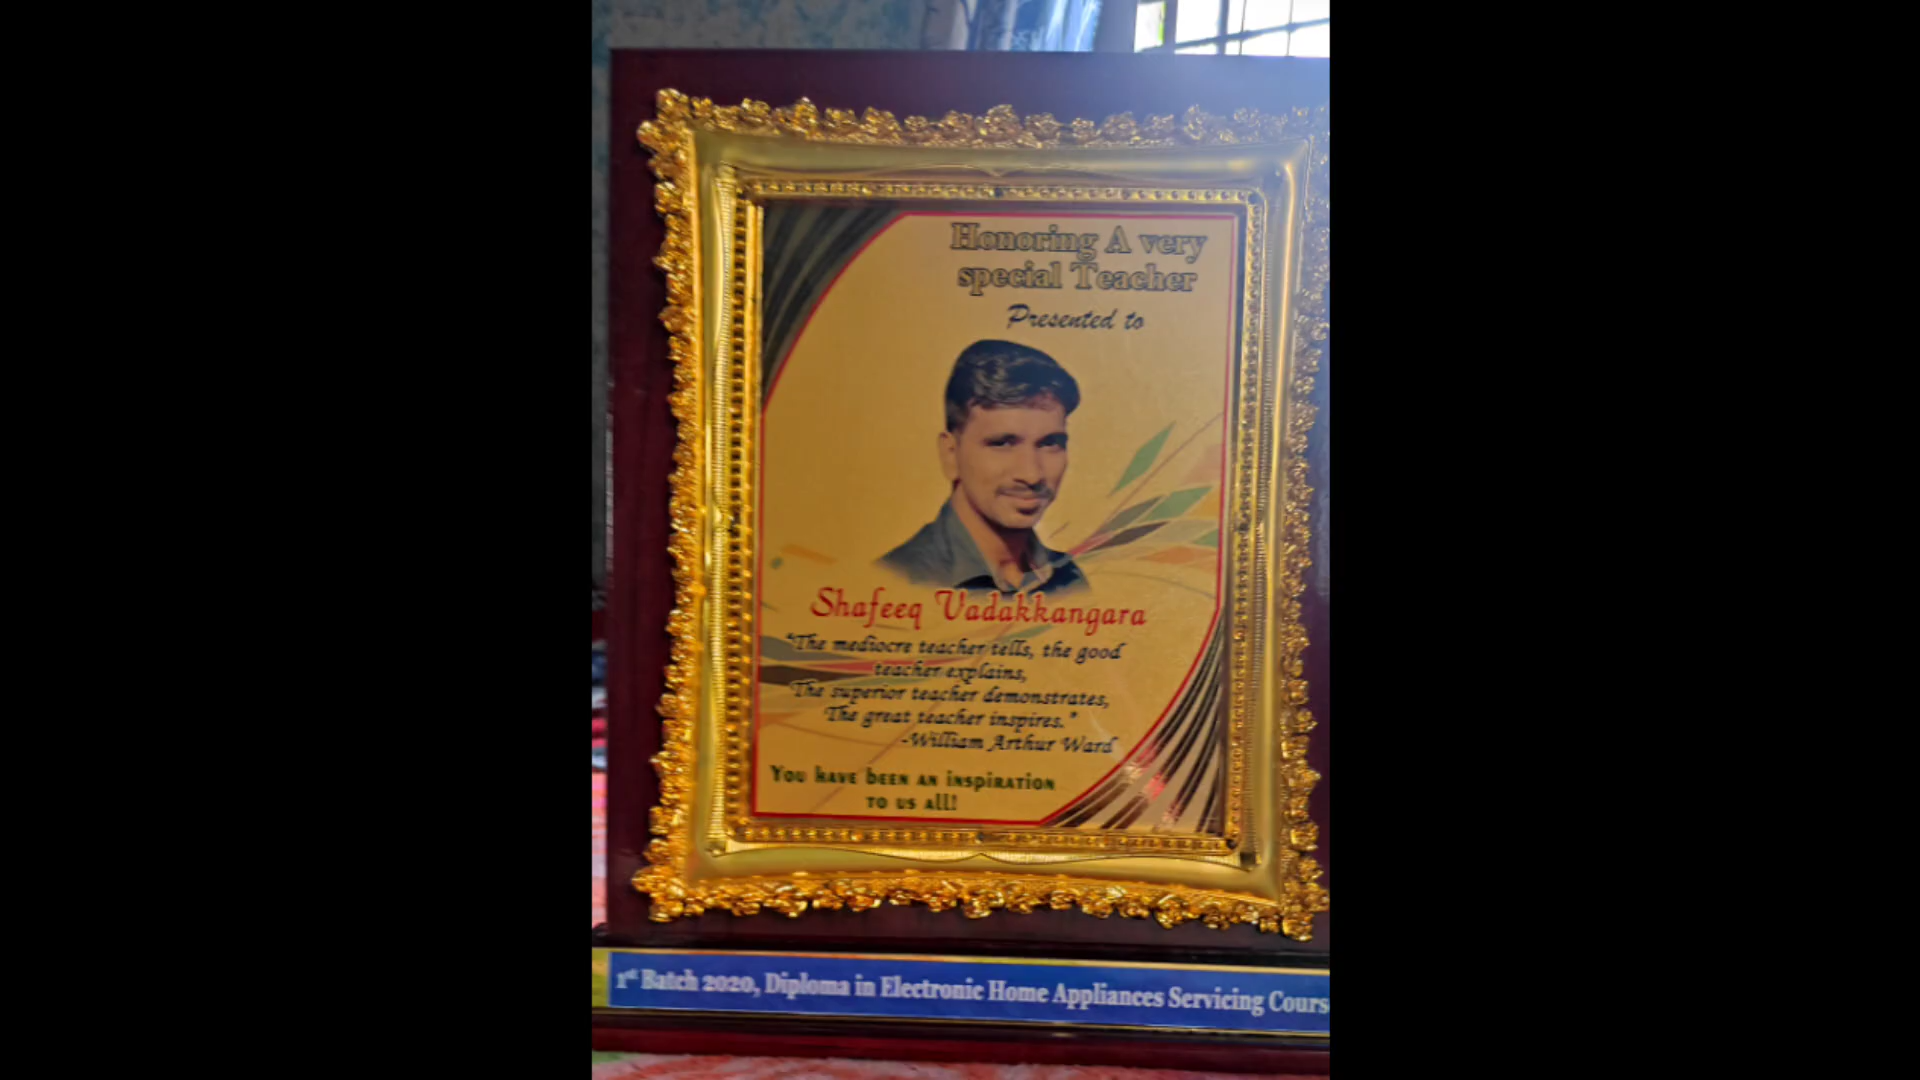 Honoring A very
special Teacher
Presented to
Shafeeq Vadakkangara
"The mediocre teacher tells, the good
teacher explains,
The superior teacher demonstrates,
The great teacher inspires."
-William Arthur Ward
You have been an inspiration
to us all!
1st Batch 2020, Diploma in Electronic Home Appliances Servicing Cours